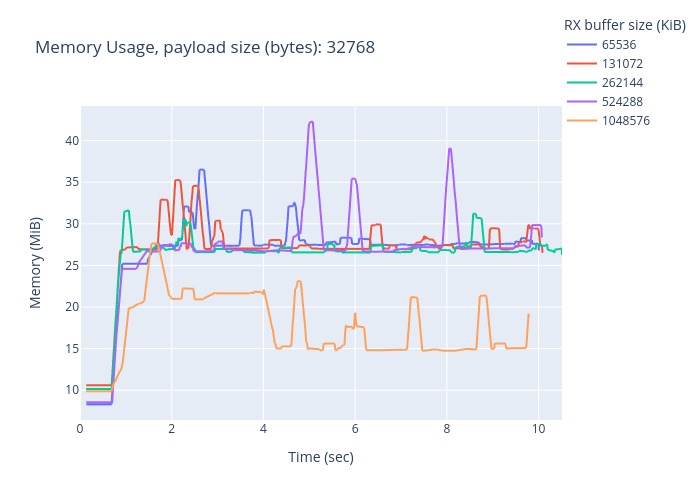 Memory Usage, payload size (bytes): 32768
RX buffer size (KiB)
65536
131072
262144
524288
1048576
40
35
30
25
20
15
10
Memory (MiB)
0 2 4 6 8 10
Time (sec)